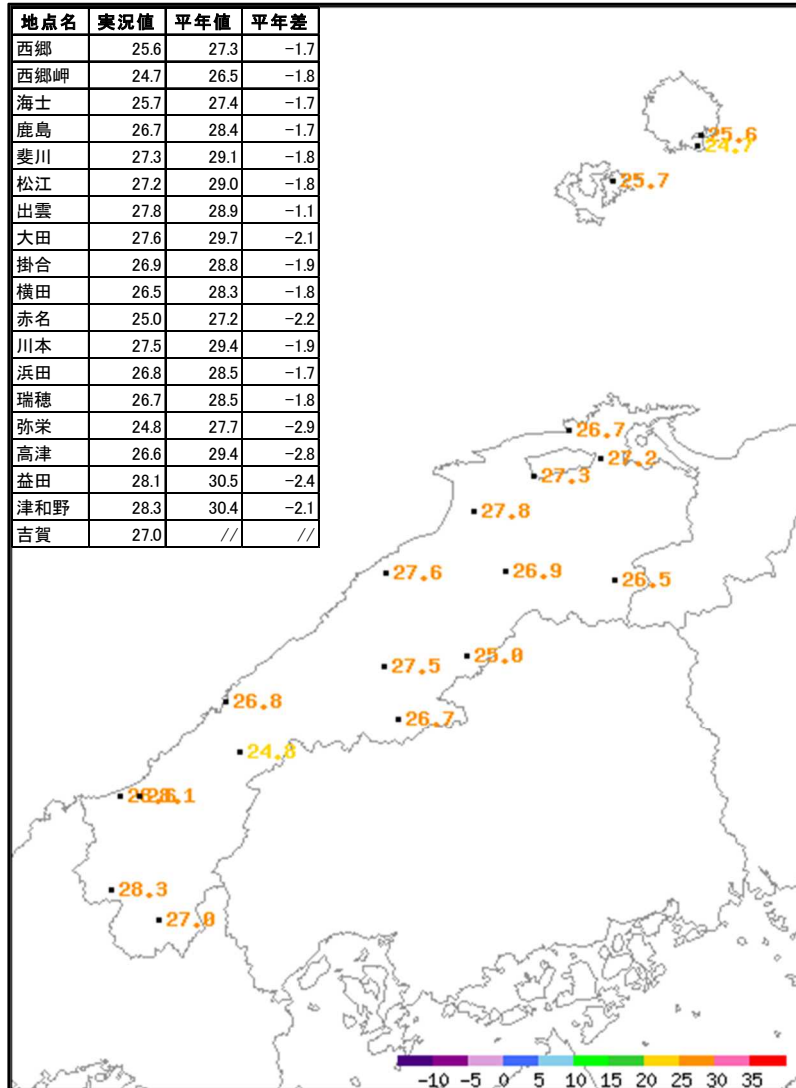 地点名 実況値 平年値 平年差
西郷 25.6 27.3 −1.7
西郷岬 24.7 26.5 −1.8
海士 25.7 27.4 −1.7
鹿島 26.7 28.4 −1.7
斐川 27.3 29.1 −1.8
松江 27.2 29.0 −1.8
出雲 27.8 28.9 −1.1
大田 27.6 29.7 −2.1
掛合 26.9 28.8 −1.9
横田 26.5 28.3 −1.8
赤名 25.0 27.2 −2.2
川本 27.5 29.4 −1.9
浜田 26.8 28.5 −1.7
瑞穂 26.7 28.5 −1.8
弥栄 24.8 27.7 −2.9
高津 26.6 29.4 −2.8
益田 28.1 30.5 −2.4
津和野 28.3 30.4 −2.1
吉賀 27.0 // //
25.6
24.7
25.7
26.7
27.2
27.3
27.8
27.6
26.9
26.5
25.0
27.5
26.8
26.7
24.8
26.6
28.1
28.3
27.0
-10 -5 0 5 10 15 20 25 30 35